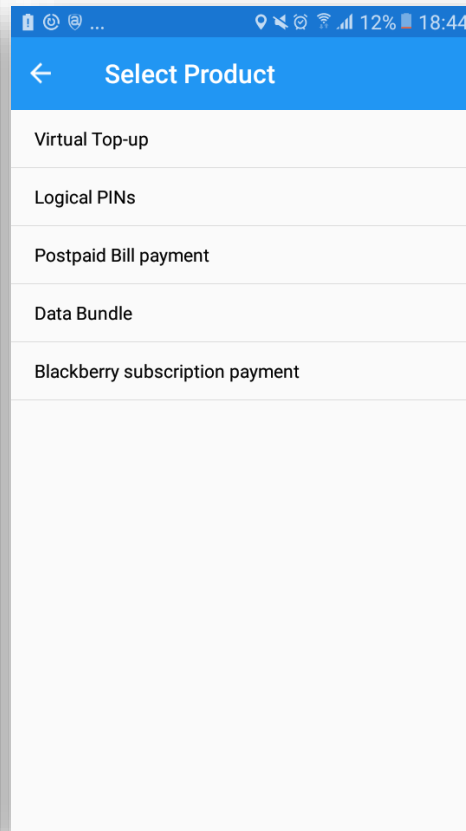 ... 12% 18:44
Select Product
Virtual Top-up
Logical PINs
Postpaid Bill payment
Data Bundle
Blackberry subscription payment